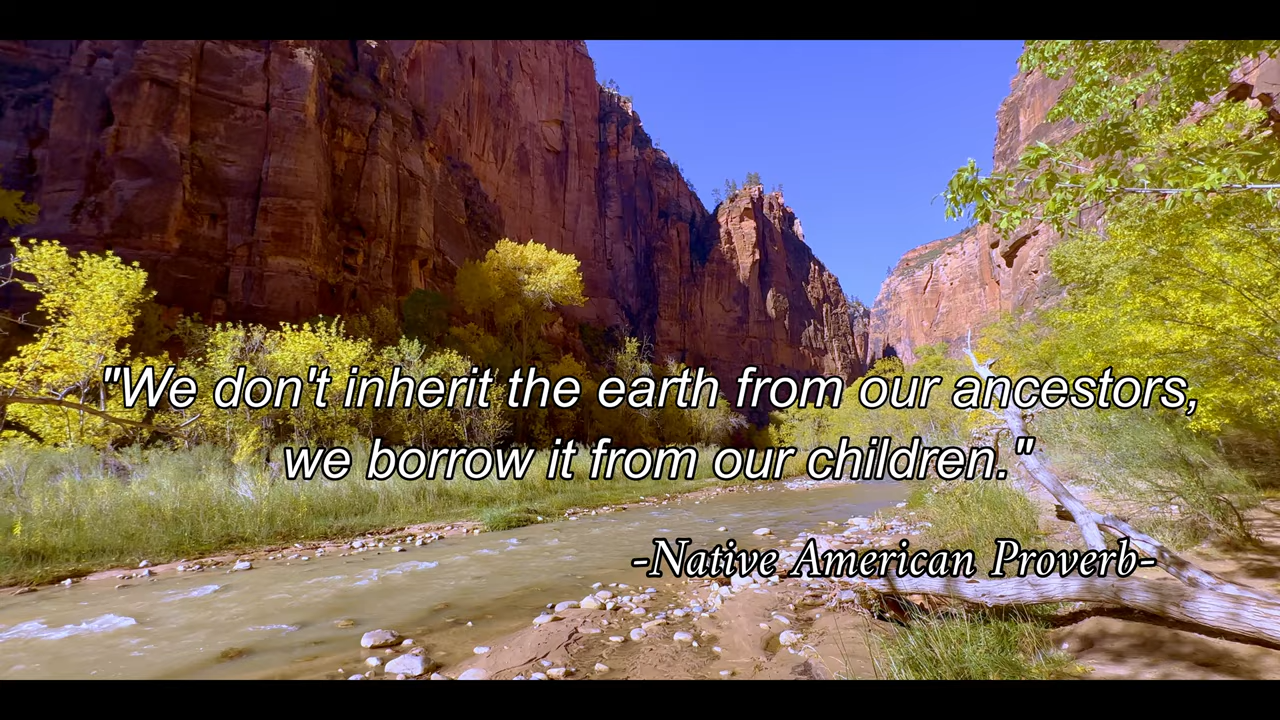 "We don't inherit the earth from our ancestors,
we borrow it from our children."
-Native American Proverb-